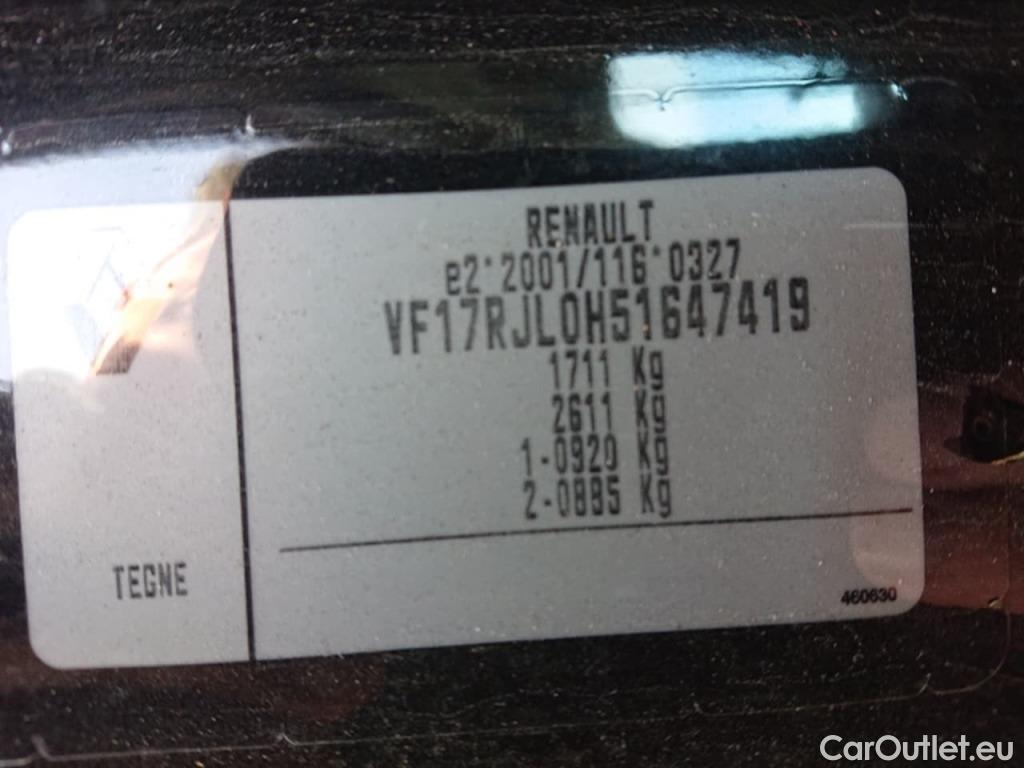 RENAULT
e2*2001/116*0327
VF17RJL0H51647419
1711 Kg
2611 Kg
1-0920 Kg
2-0885 Kg
TEGNE
460630
CarOutlet.eu